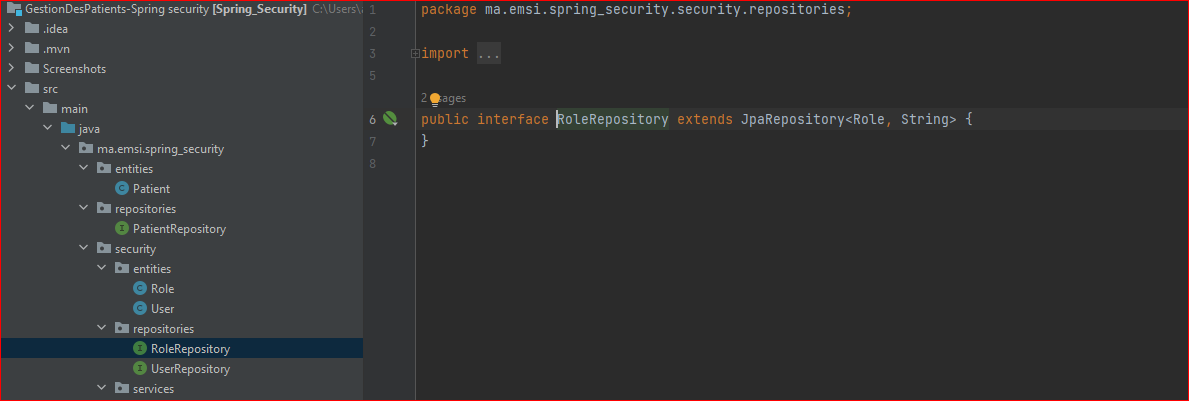 GestionDesPatients-Spring security [Spring_Security] C:\Users\
.idea
.mvn
Screenshots
src
main
java
ma.emsi.spring_security
entities
C Patient
repositories
I PatientRepository
security
entities
C Role
C User
repositories
I RoleRepository
I UserRepository
services
1 package ma.emsi.spring_security.security.repositories;
2
3 import ...
5
2 usages
6 public interface RoleRepository extends JpaRepository<Role, String> {
7 }
8